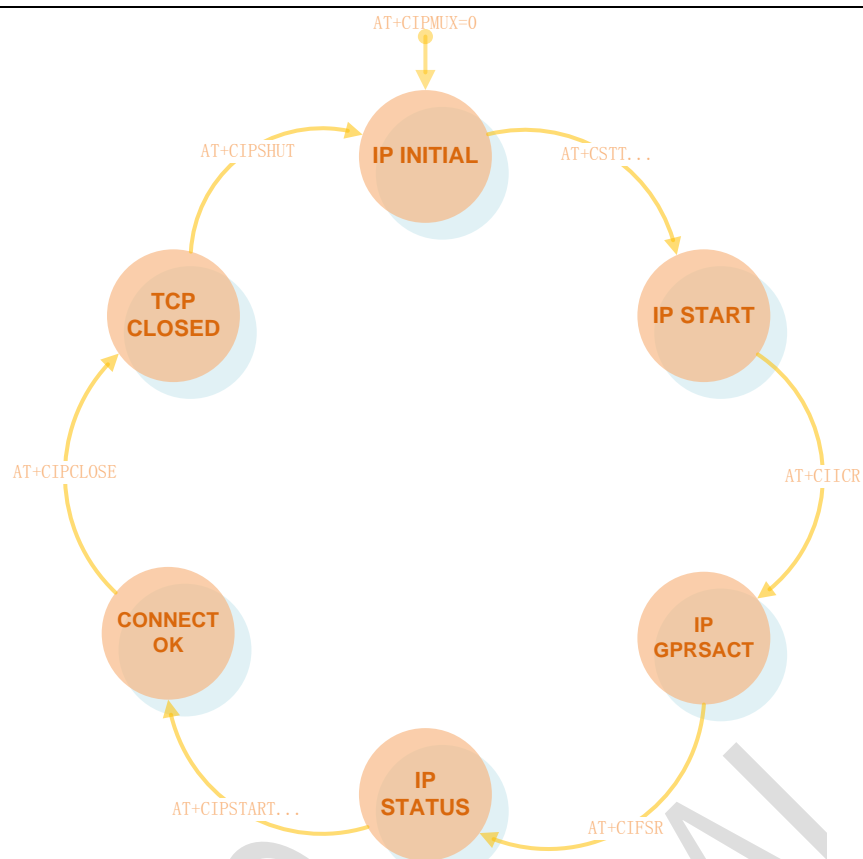 AT+CIPMUX=0
IP INITIAL
AT+CIPSHUT
AT+CSTT...
TCP
CLOSED
IP START
AT+CIPCLOSE
AT+CIICR
CONNECT
OK
IP
GPRSACT
IP
STATUS
AT+CIPSTART...
AT+CIFSR